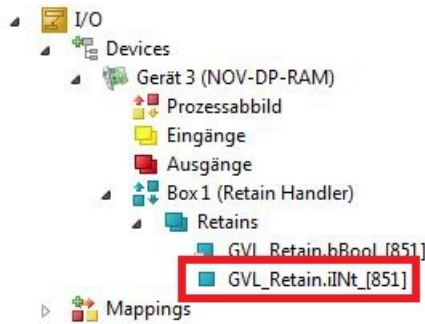 I/O
Devices
Gerät 3 (NOV-DP-RAM)
Prozessabbild
Eingänge
Ausgänge
Box 1 (Retain Handler)
Retains
GVL_Retain.bBool_[851]
GVL_Retain.iINt_[851]
Mappings